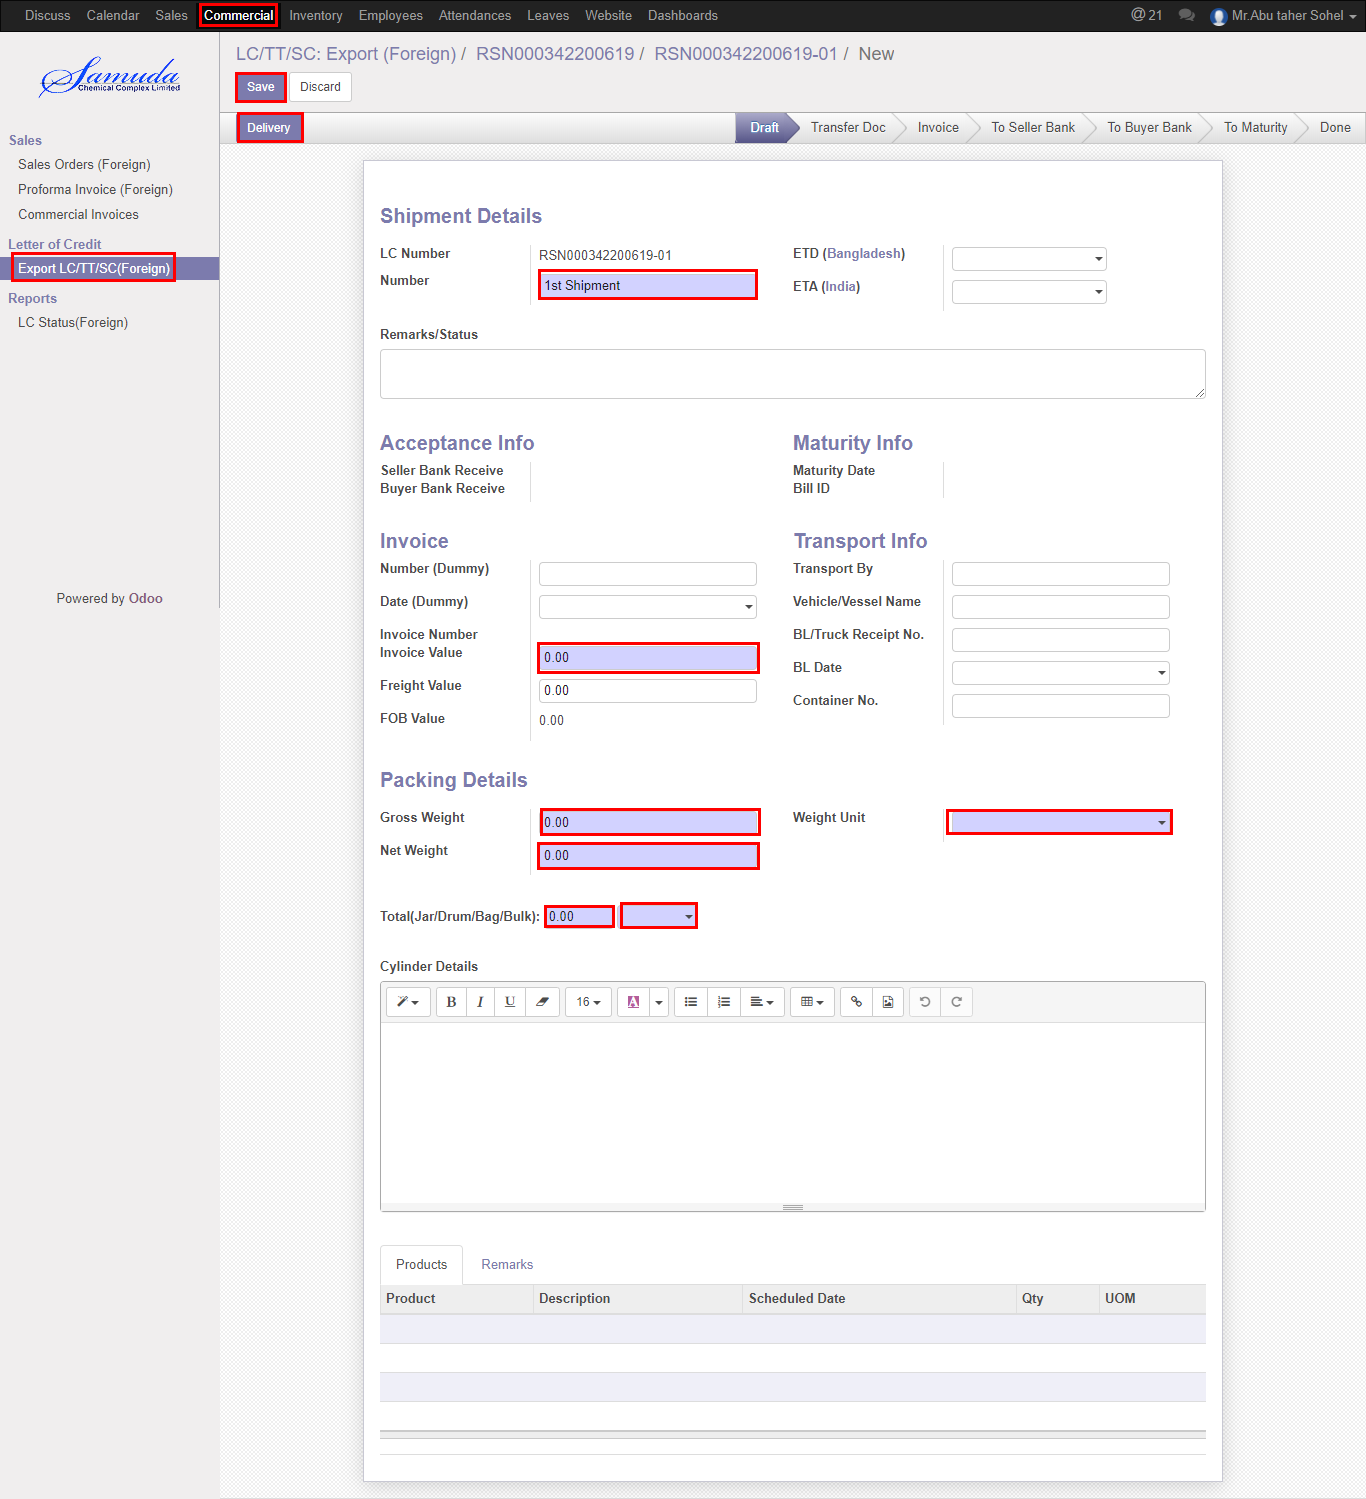 Discuss Calendar Sales Commercial Inventory Employees Attendances Leaves Website Dashboards @ 21 Mr.Abu taher Sohel
Samuda
Chemical Complex Limited
LC/TT/SC: Export (Foreign) / RSN000342200619 / RSN000342200619-01 / New
Save Discard
Delivery Draft Transfer Doc Invoice To Seller Bank To Buyer Bank To Maturity Done
Sales
Sales Orders (Foreign)
Proforma Invoice (Foreign)
Commercial Invoices
Letter of Credit
Export LC/TT/SC(Foreign)
Reports
LC Status(Foreign)
Powered by Odoo
Shipment Details
LC Number RSN000342200619-01 ETD (Bangladesh)
Number 1st Shipment ETA (India)
Remarks/Status
Acceptance Info Maturity Info
Seller Bank Receive Maturity Date
Buyer Bank Receive Bill ID
Invoice Transport Info
Number (Dummy) Transport By
Date (Dummy) Vehicle/Vessel Name
Invoice Number BL/Truck Receipt No.
Invoice Value 0.00 BL Date
Freight Value 0.00 Container No.
FOB Value 0.00
Packing Details
Gross Weight 0.00 Weight Unit
Net Weight 0.00
Total(Jar/Drum/Bag/Bulk): 0.00
Cylinder Details
B I U 16 A
Products Remarks
Product Description Scheduled Date Qty UOM